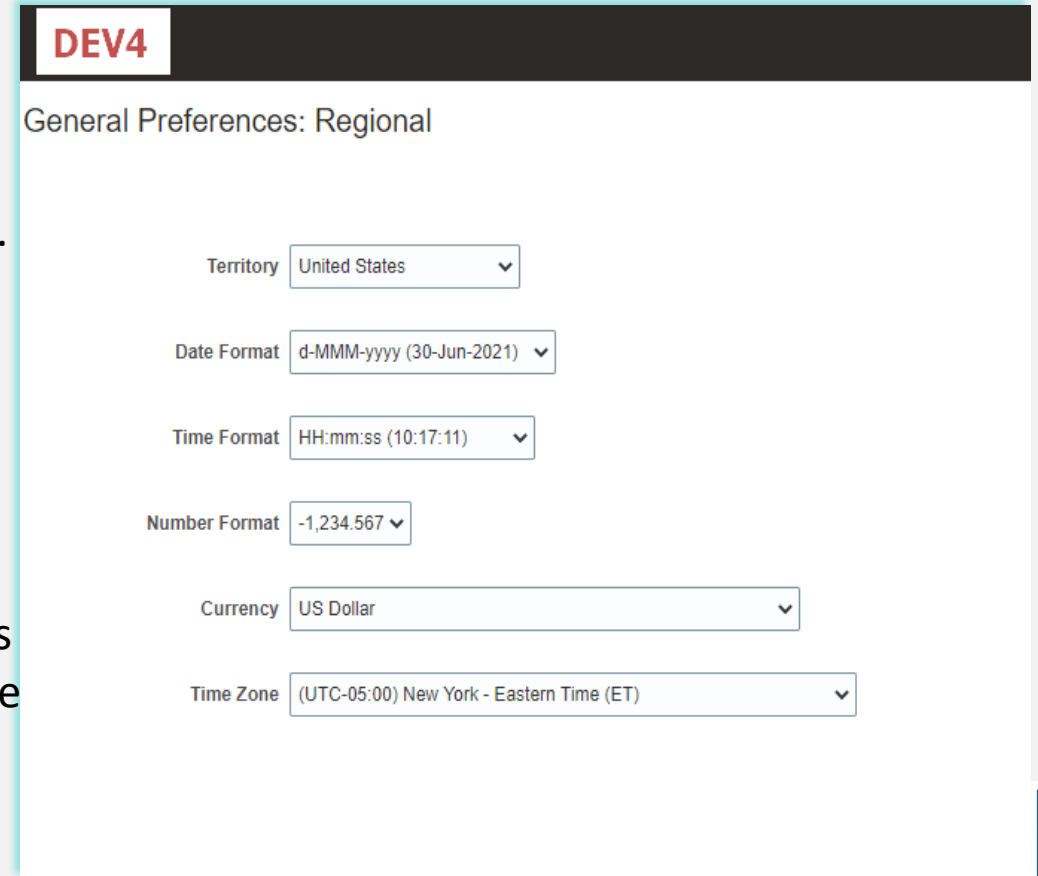 DEV4
General Preferences: Regional
.
Territory United States
Date Format d-MMM-yyyy (30-Jun-2021)
Time Format HH:mm:ss (10:17:11)
Number Format -1,234.567
Currency US Dollar
s
e
Time Zone (UTC-05:00) New York - Eastern Time (ET)